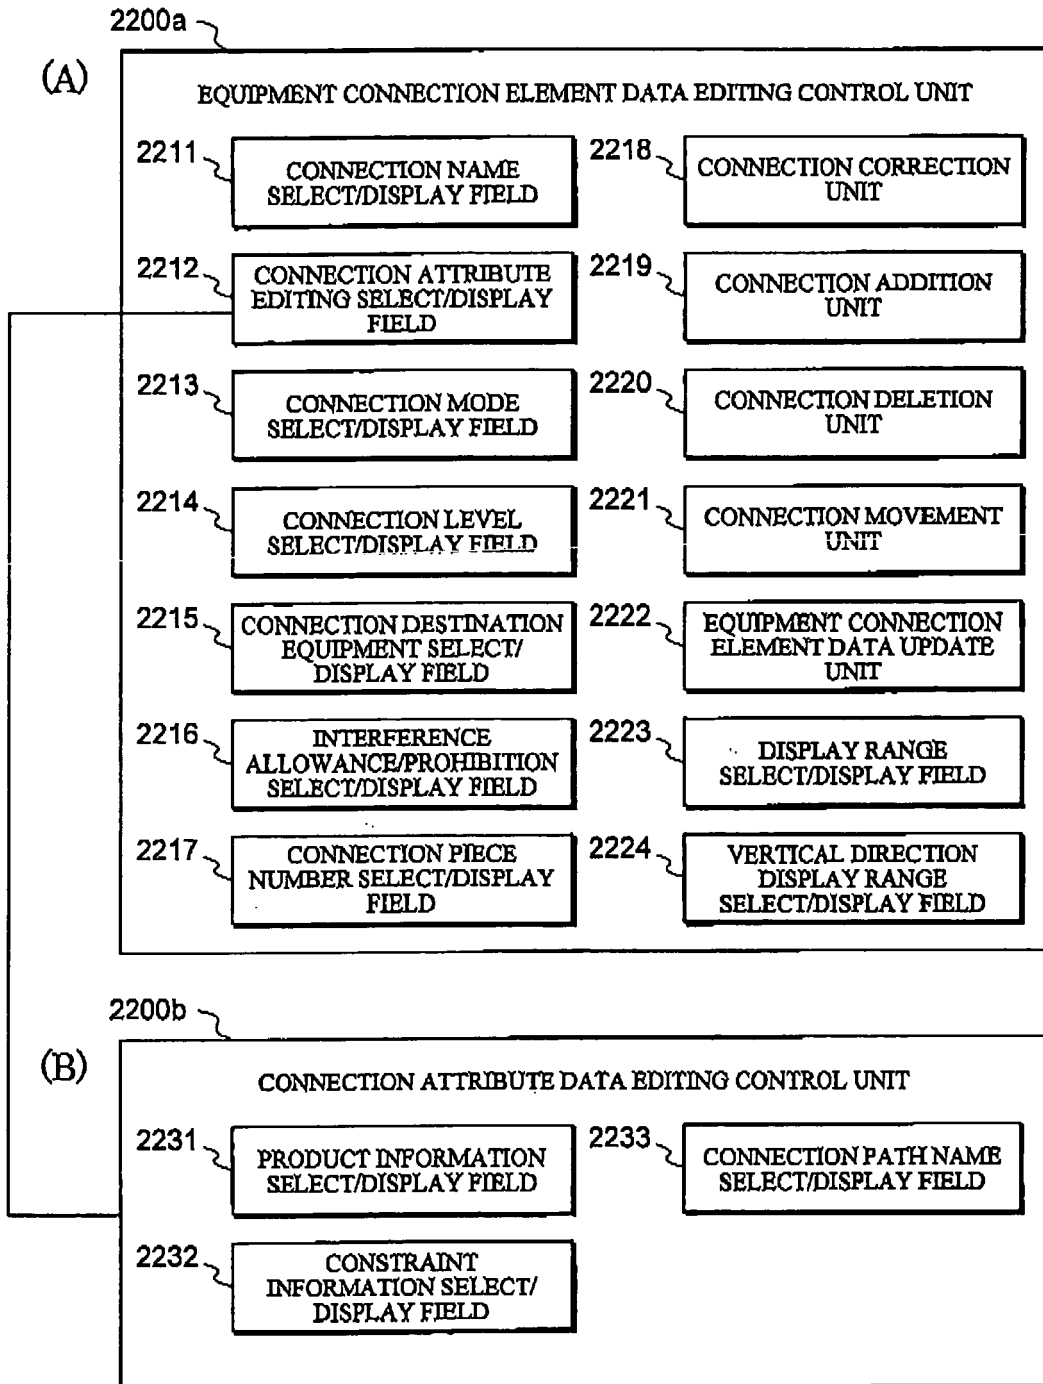 2200a
(A)
EQUIPMENT CONNECTION ELEMENT DATA EDITING CONTROL UNIT
2211
CONNECTION NAME
SELECT/DISPLAY FIELD
2212
CONNECTION ATTRIBUTE
EDITING SELECT/DISPLAY
FIELD
2213
CONNECTION MODE
SELECT/DISPLAY FIELD
2214
CONNECTION LEVEL
SELECT/DISPLAY FIELD
2215
CONNECTION DESTINATION
EQUIPMENT SELECT/
DISPLAY FIELD
2216
INTERFERENCE
ALLOWANCE/PROHIBITION
SELECT/DISPLAY FIELD
2217
CONNECTION PIECE
NUMBER SELECT/DISPLAY
FIELD
2218
CONNECTION CORRECTION
UNIT
2219
CONNECTION ADDITION
UNIT
2220
CONNECTION DELETION
UNIT
2221
CONNECTION MOVEMENT
UNIT
2222
EQUIPMENT CONNECTION
ELEMENT DATA UPDATE
UNIT
2223
DISPLAY RANGE
SELECT/DISPLAY FIELD
2224
VERTICAL DIRECTION
DISPLAY RANGE
SELECT/DISPLAY FIELD
2200b
(B)
CONNECTION ATTRIBUTE DATA EDITING CONTROL UNIT
2231
PRODUCT INFORMATION
SELECT/DISPLAY FIELD
2232
CONSTRAINT
INFORMATION SELECT/
DISPLAY FIELD
2233
CONNECTION PATH NAME
SELECT/DISPLAY FIELD